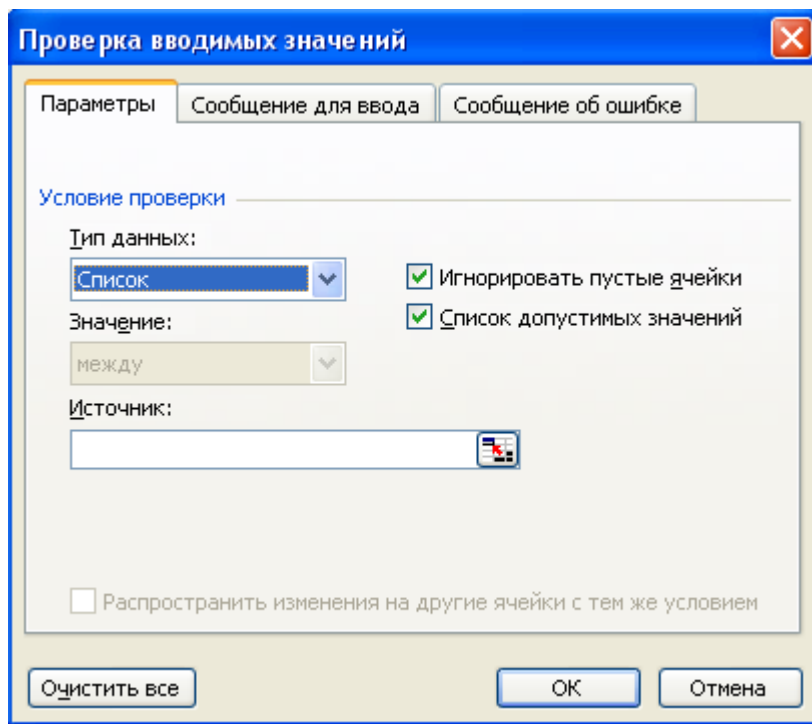 Проверка вводимых значений
Параметры Сообщение для ввода Сообщение об ошибке
Условие проверки
Тип данных:
Список Игнорировать пустые ячейки
Значение: Список допустимых значений
между
Источник:
Распространить изменения на другие ячейки с тем же условием
Очистить все ОК Отмена